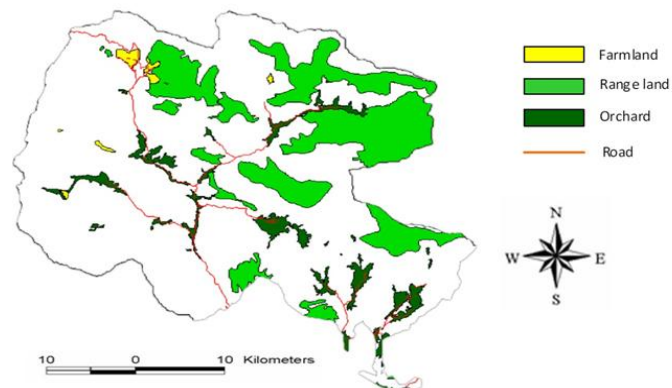 Farmland
Range land
Orchard
Road
N
W E
S
10 0 10 Kilometers